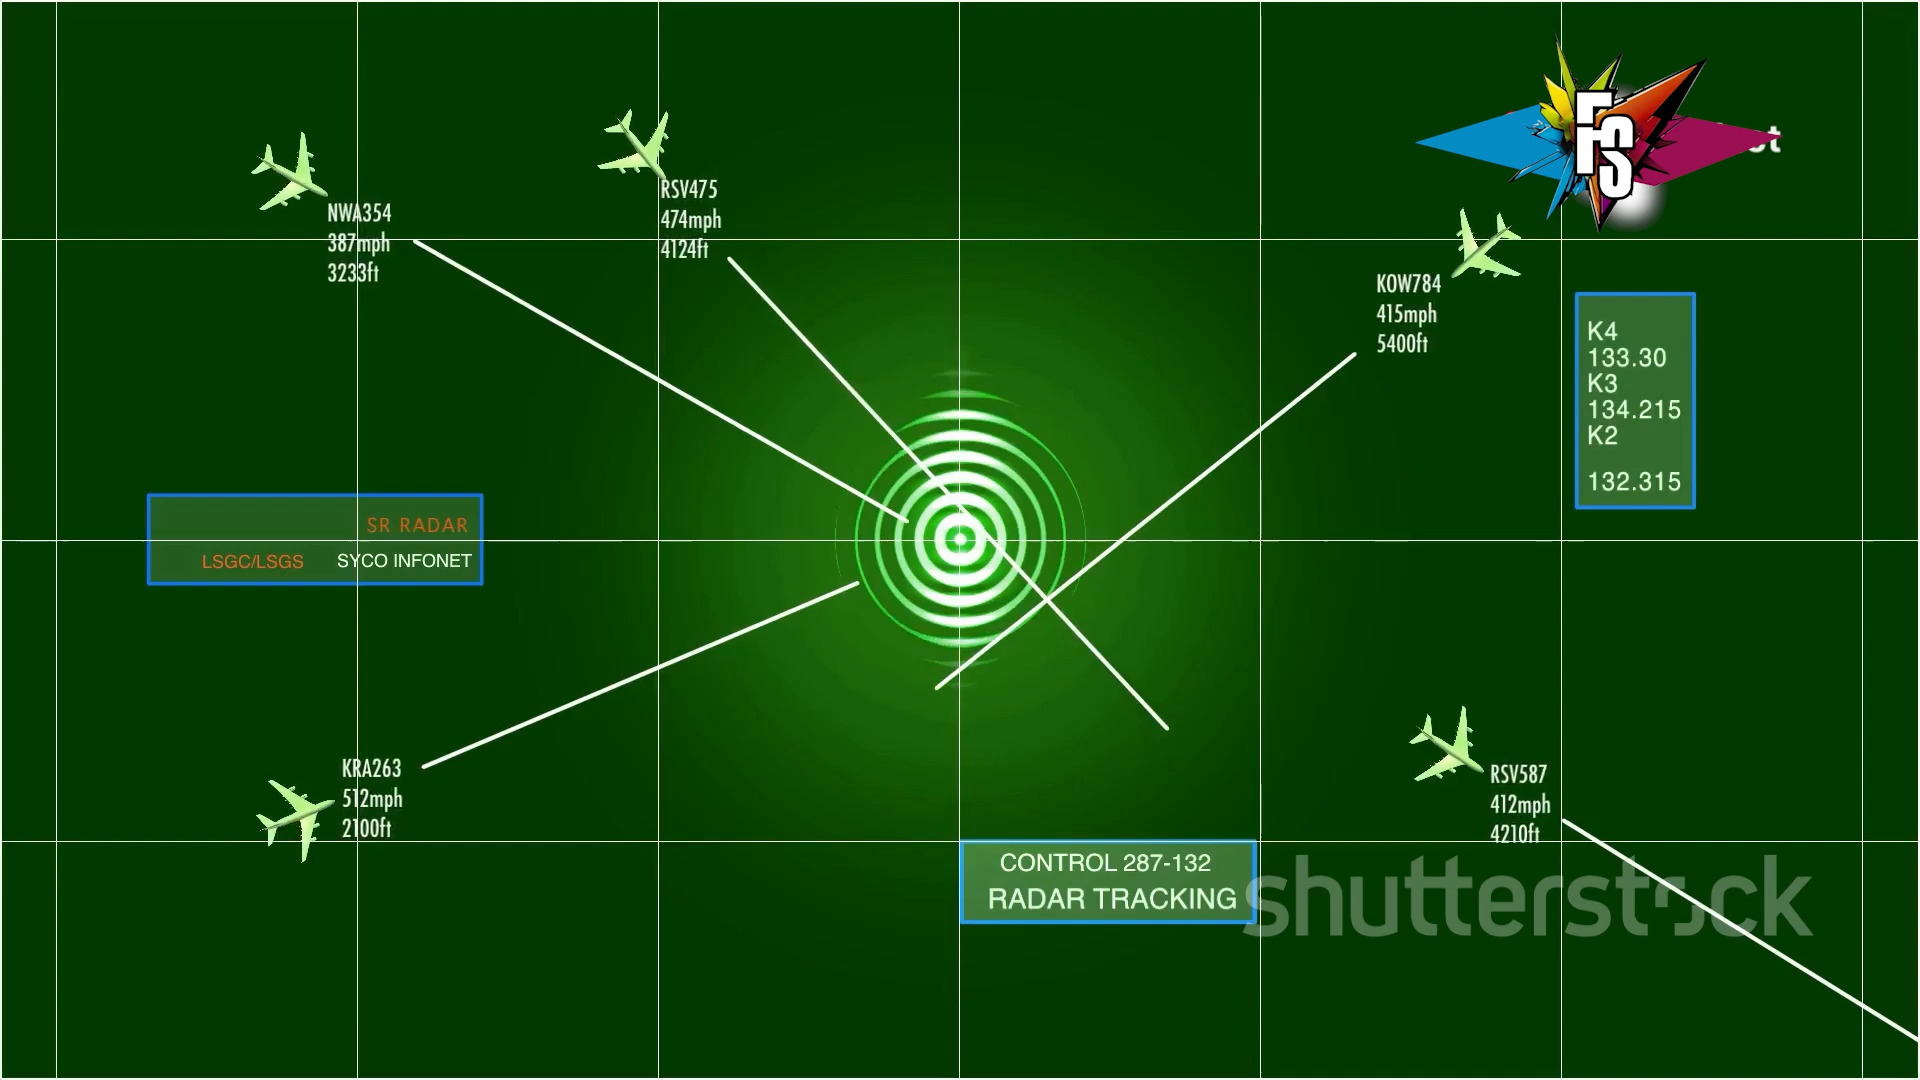 FS
NWA354
387mph
3233ft
RSV475
474mph
4124ft
KOW784
415mph
5400ft
K4
133.30
K3
134.215
K2
132.315
SR RADAR
LSGC/LSGS SYCO INFONET
KRA263
512mph
2100ft
RSV587
412mph
4210ft
CONTROL 287-132
RADAR TRACKING
shutterstock